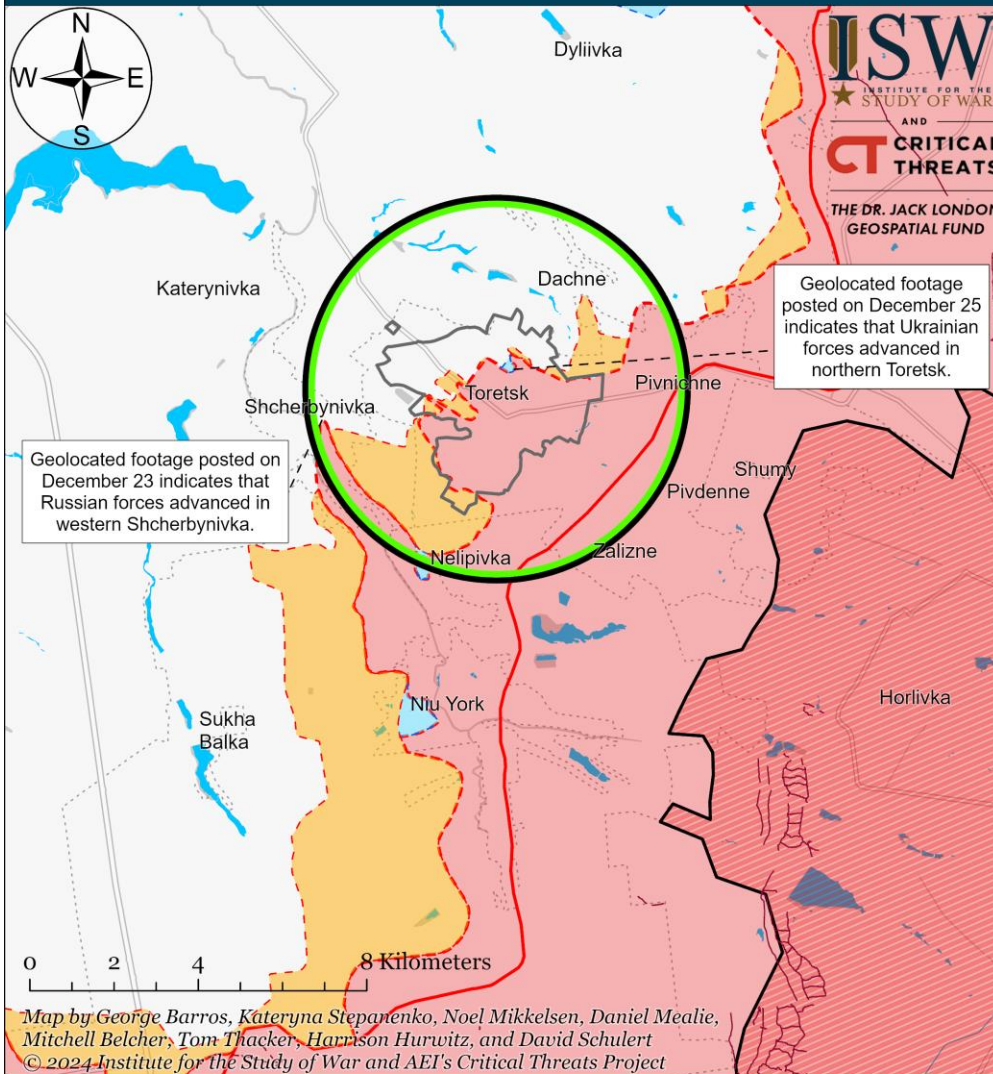 N
W
E
S
Dyliivka
ISW
INSTITUTE FOR THE
STUDY OF WAR
AND
CT CRITICAL
THREATS
THE DR. JACK LONDON
GEOSPATIAL FUND
Katerynivka
Dachne
Geolocated footage
posted on December 25
indicates that Ukrainian
forces advanced in
northern Toretsk.
Toretsk
Pivnichne
Shcherbynivka
Geolocated footage posted on
December 23 indicates that
Russian forces advanced in
western Shcherbynivka.
Shumy
Pivdenne
Nelipivka
Zalizne
Niu York
Horlivka
Sukha
Balka
0 2 4 8 Kilometers
Map by George Barros, Kateryna Stepanenko, Noel Mikkelsen, Daniel Mealie,
Mitchell Belcher, Tom Thacker, Harrison Hurwitz, and David Schulert
© 2024 Institute for the Study of War and AEI's Critical Threats Project